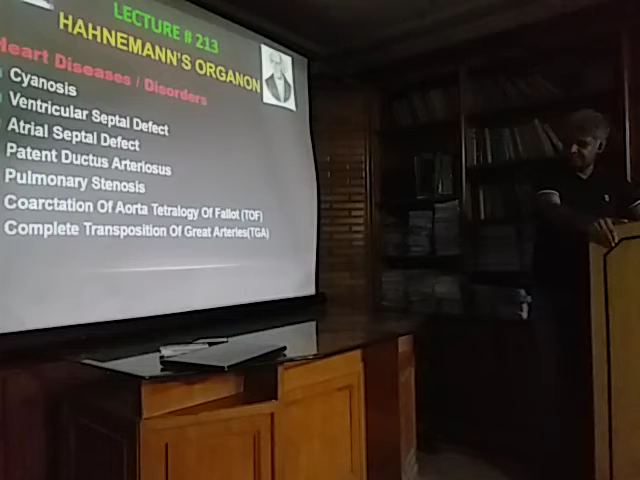 LECTURE # 213
HAHNEMANN'S ORGANON
Heart Diseases / Disorders
Cyanosis
Ventricular Septal Defect
Atrial Septal Defect
Patent Ductus Arteriosus
Pulmonary Stenosis
Coarctation Of Aorta Tetralogy Of Fallot (TOF)
Complete Transposition Of Great Arteries(TGA)